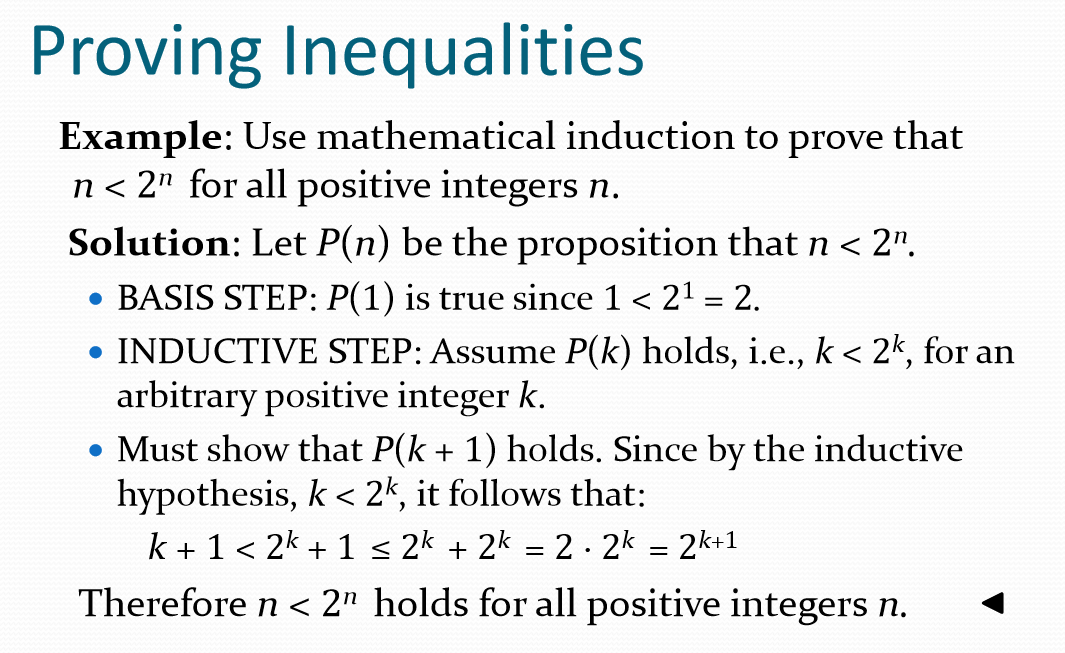 Proving Inequalities
Example: Use mathematical induction to prove that
n < 2ⁿ for all positive integers n.
Solution: Let P(n) be the proposition that n < 2ⁿ.
• BASIS STEP: P(1) is true since 1 < 2¹ = 2.
• INDUCTIVE STEP: Assume P(k) holds, i.e., k < 2ᵏ, for an
arbitrary positive integer k.
• Must show that P(k + 1) holds. Since by the inductive
hypothesis, k < 2ᵏ, it follows that:
k + 1 < 2ᵏ + 1 ≤ 2ᵏ + 2ᵏ = 2 ∙ 2ᵏ = 2ᵏ⁺¹
Therefore n < 2ⁿ holds for all positive integers n. ◄